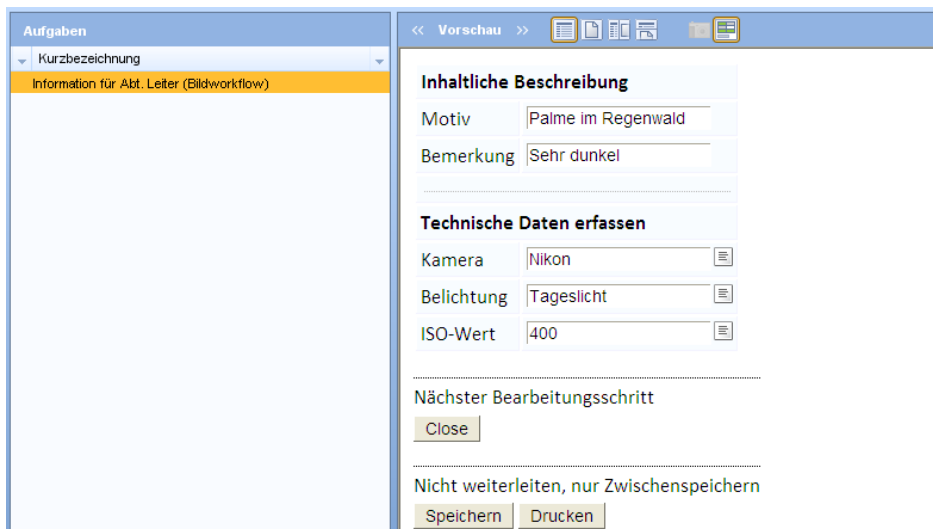 Aufgaben
« Vorschau »
Kurzbezeichnung
Information für Abt. Leiter (Bildworkflow)
Inhaltliche Beschreibung
Motiv Palme im Regenwald
Bemerkung Sehr dunkel
Technische Daten erfassen
Kamera Nikon
Belichtung Tageslicht
ISO-Wert 400
Nächster Bearbeitungsschritt
Close
Nicht weiterleiten, nur Zwischenspeichern
Speichern Drucken